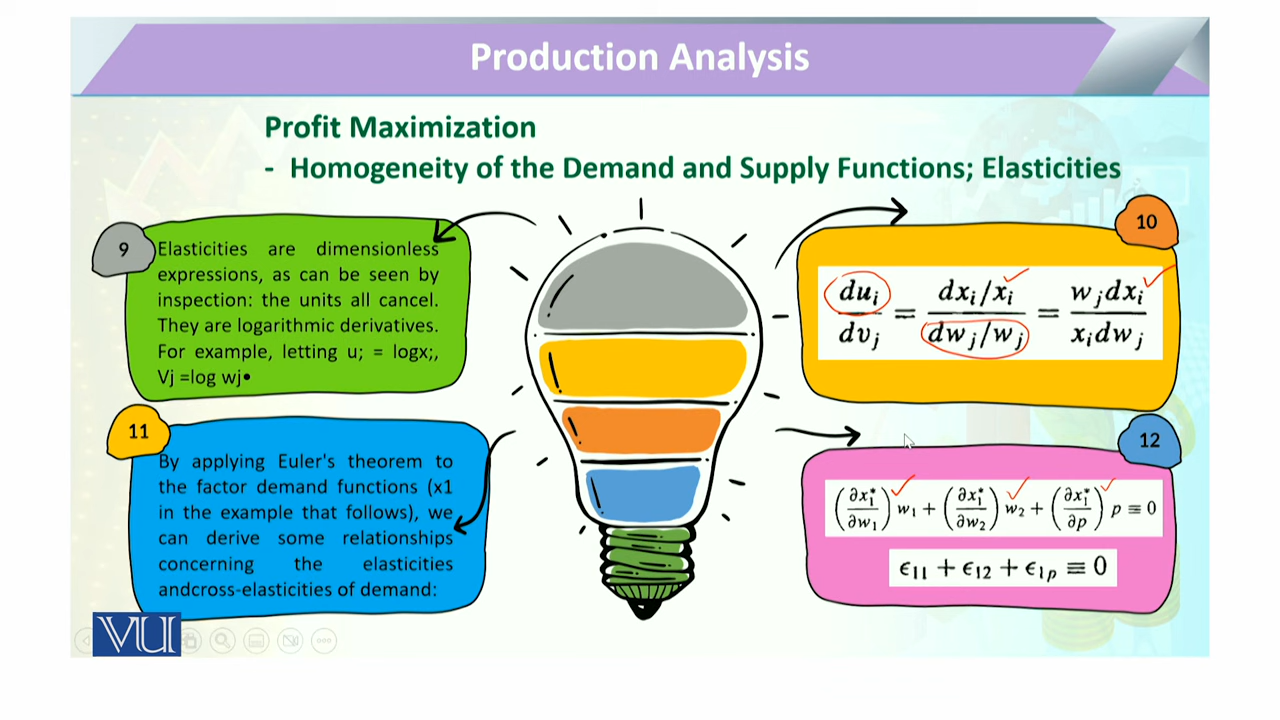 Production Analysis
Profit Maximization
- Homogeneity of the Demand and Supply Functions; Elasticities
9
Elasticities are dimensionless
expressions, as can be seen by
inspection: the units all cancel.
They are logarithmic derivatives.
For example, letting u; = logx;,
Vj =log wj•
10
du_i/dv_j = (dx_i/x_i)/(dw_j/w_j) = (w_j dx_i)/(x_i dw_j)
11
By applying Euler's theorem to
the factor demand functions (x1
in the example that follows), we
can derive some relationships
concerning the elasticities
andcross-elasticities of demand:
12
(∂x₁*/∂w₁) w₁ + (∂x₁*/∂w₂) w₂ + (∂x₁*/∂p) p ≡ 0
ϵ₁₁ + ϵ₁₂ + ϵ₁ₚ ≡ 0
VU